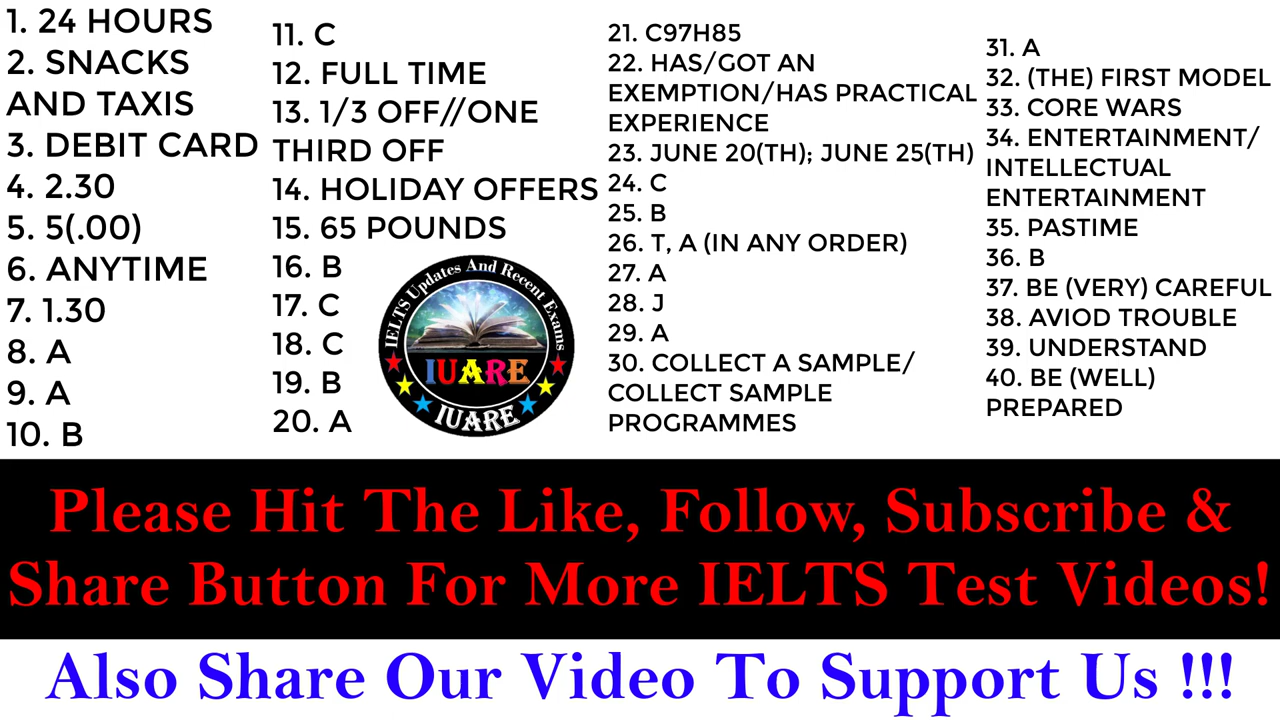 1. 24 HOURS
2. SNACKS
AND TAXIS
3. DEBIT CARD
4. 2.30
5. 5(.00)
6. ANYTIME
7. 1.30
8. A
9. A
10. B
11. C
12. FULL TIME
13. 1/3 OFF//ONE
THIRD OFF
14. HOLIDAY OFFERS
15. 65 POUNDS
16. B
17. C
18. C
19. B
20. A
IELTS Updates And Recent Exams
IUARE
IUARE
21. C97H85
22. HAS/GOT AN
EXEMPTION/HAS PRACTICAL
EXPERIENCE
23. JUNE 20(TH); JUNE 25(TH)
24. C
25. B
26. T, A (IN ANY ORDER)
27. A
28. J
29. A
30. COLLECT A SAMPLE/
COLLECT SAMPLE
PROGRAMMES
31. A
32. (THE) FIRST MODEL
33. CORE WARS
34. ENTERTAINMENT/
INTELLECTUAL
ENTERTAINMENT
35. PASTIME
36. B
37. BE (VERY) CAREFUL
38. AVIOD TROUBLE
39. UNDERSTAND
40. BE (WELL)
PREPARED
Please Hit The Like, Follow, Subscribe &
Share Button For More IELTS Test Videos!
Also Share Our Video To Support Us !!!